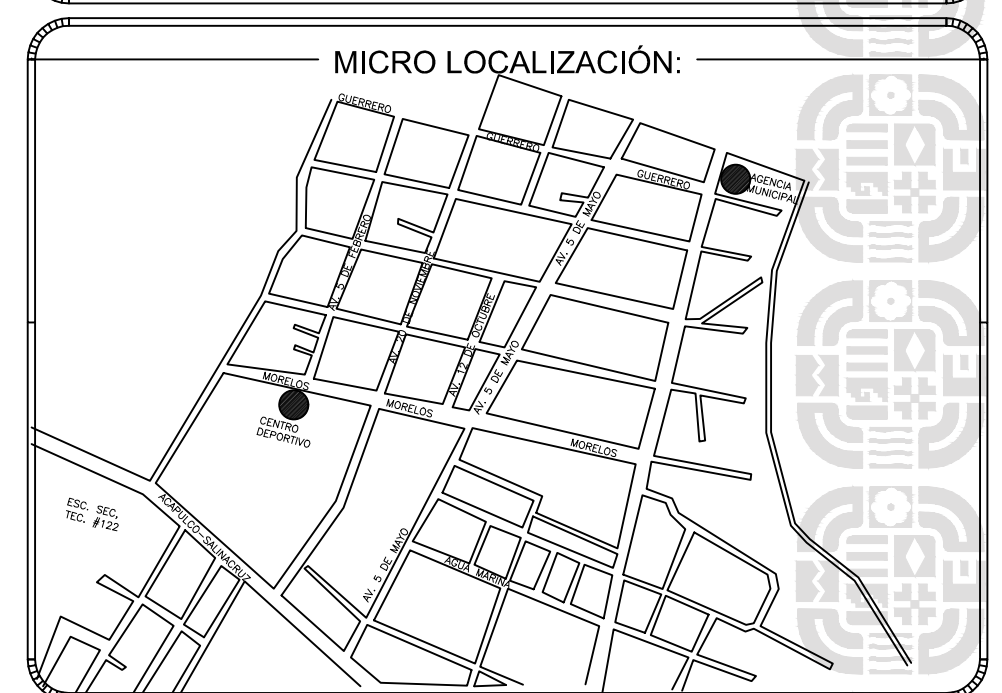 MICRO LOCALIZACIÓN:
GUERRERO
GUERRERO
GUERRERO
AGENCIA
MUNICIPAL
AV. 5 DE MAYO
AV. 5 DE FEBRERO
AV. 20 DE NOVIEMBRE
AV. 12 DE OCTUBRE
AV. 5 DE MAYO
MORELOS
MORELOS
MORELOS
CENTRO
DEPORTIVO
ESC. SEC,
TEC. #122
ACAPULCO-SALINACRUZ
AV. 5 DE MAYO
AGUA MARINA